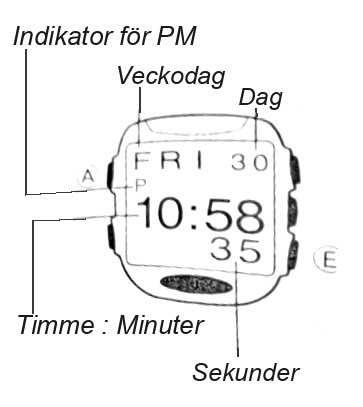 Indikator för PM
Veckodag
Dag
FRI 30
A
P
10:58
35
E
Timme : Minuter
Sekunder